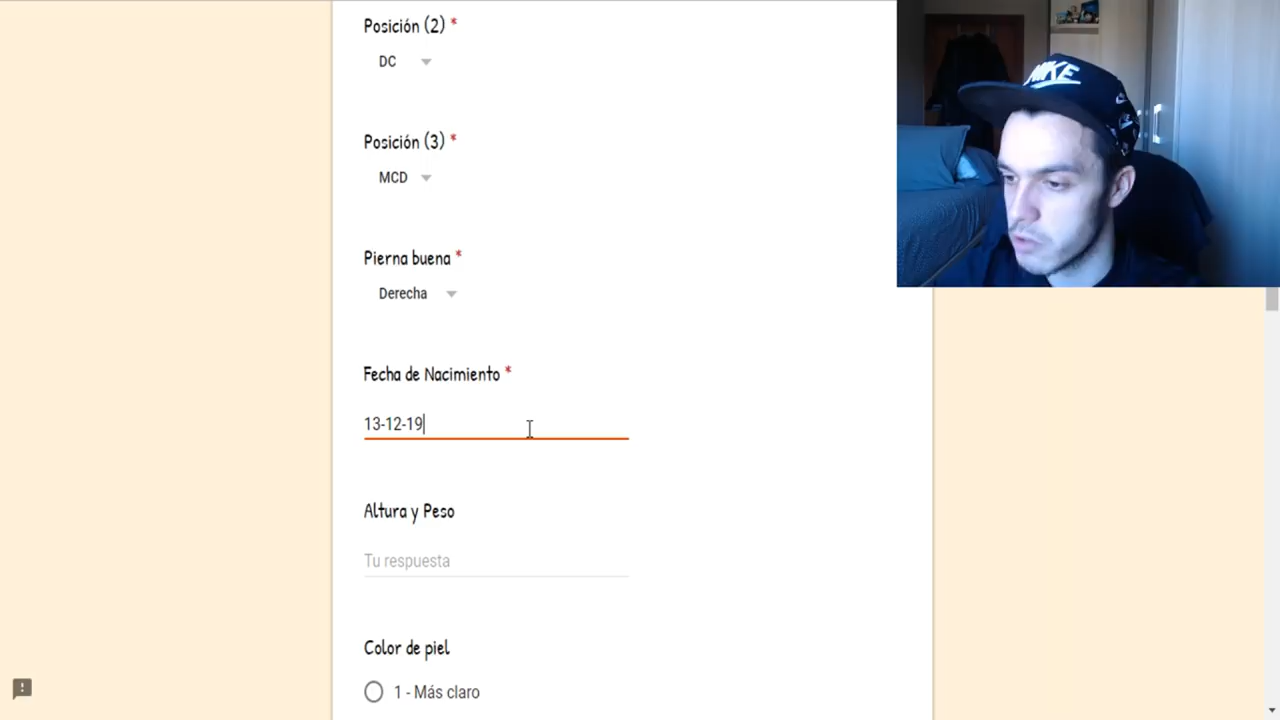 Posición (2) *
DC
Posición (3) *
MCD
Pierna buena *
Derecha
Fecha de Nacimiento *
13-12-19
Altura y Peso
Tu respuesta
Color de piel
1 - Más claro
NIKE